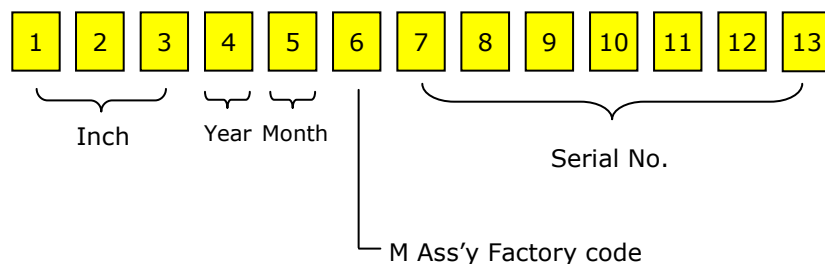 1 2 3 4 5 6 7 8 9 10 11 12 13
Inch Year Month
Serial No.
M Ass’y Factory code